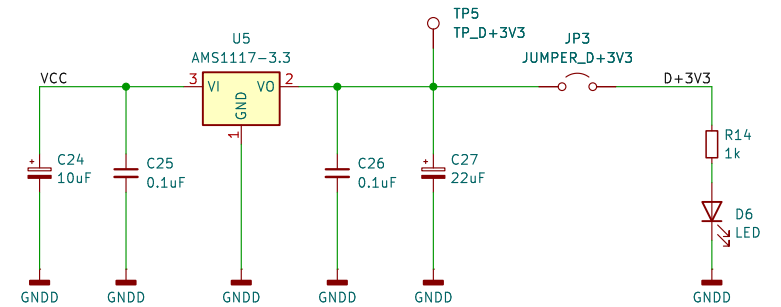 TP5
TP_D+3V3
U5
AMS1117-3.3
JP3
JUMPER_D+3V3
VCC
3
VI
VO
2
D+3V3
GND
1
R14
1k
C24
10uF
C25
0.1uF
C26
0.1uF
C27
22uF
D6
LED
GNDD
GNDD
GNDD
GNDD
GNDD
GNDD